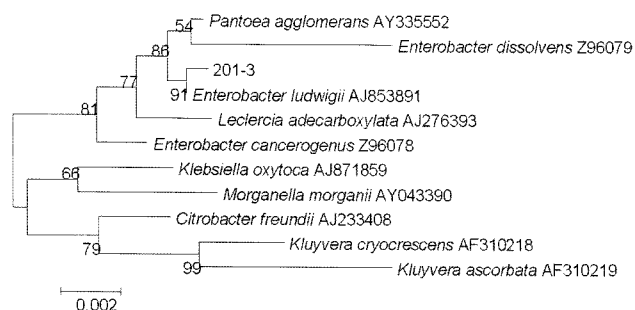 Pantoea agglomerans AY335552
54
Enterobacter dissolvens Z96079
86
201-3
77
91 Enterobacter ludwigii AJ853891
81
Leclercia adecarboxylata AJ276393
Enterobacter cancerogenus Z96078
Klebsiella oxytoca AJ871859
66
Morganella morganii AY043390
Citrobacter freundii AJ233408
79
Kluyvera cryocrescens AF310218
99
Kluyvera ascorbata AF310219
0.002